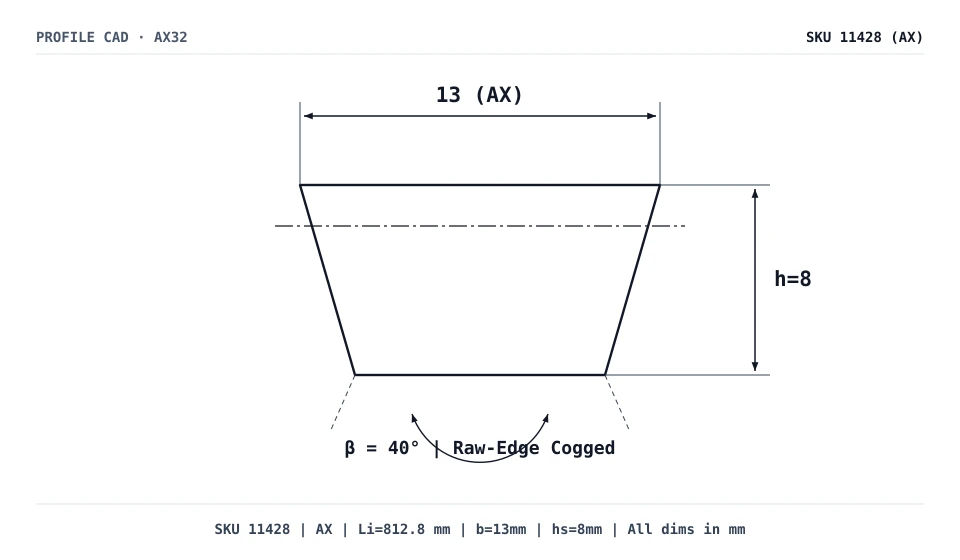 PROFILE CAD · AX32
SKU 11428 (AX)
13 (AX)
h=8
β = 40° | Raw-Edge Cogged
SKU 11428 | AX | Li=812.8 mm | b=13mm | hs=8mm | All dims in mm